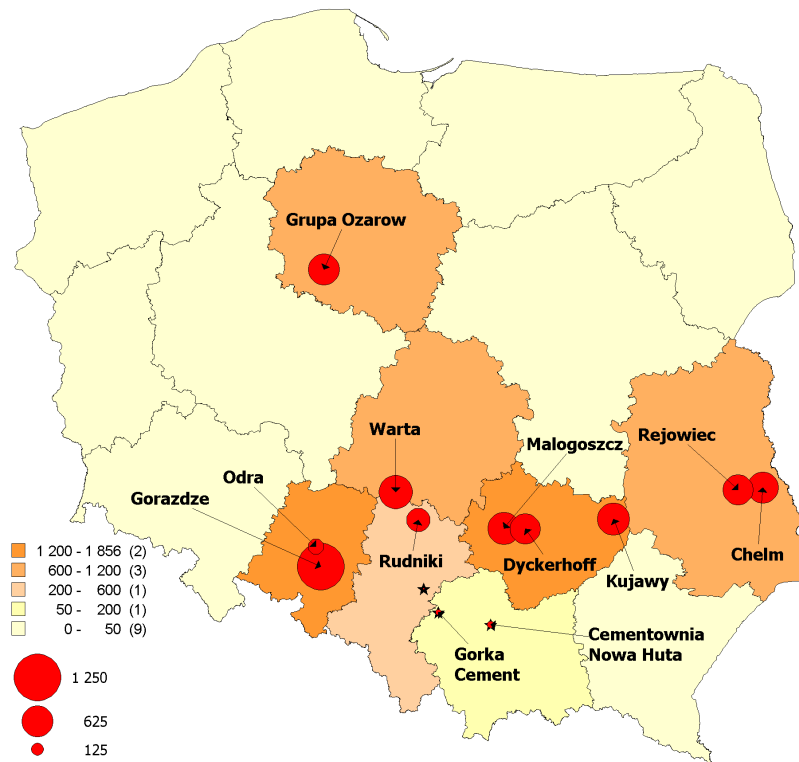 Grupa Ozarow
Warta
Malogoszcz
Rejowiec
Odra
Gorazdze
Rudniki
Dyckerhoff
Chelm
Kujawy
Cementownia
Nowa Huta
Gorka
Cement
1 200 - 1 856 (2)
600 - 1 200 (3)
200 - 600 (1)
50 - 200 (1)
0 - 50 (9)
1 250
625
125